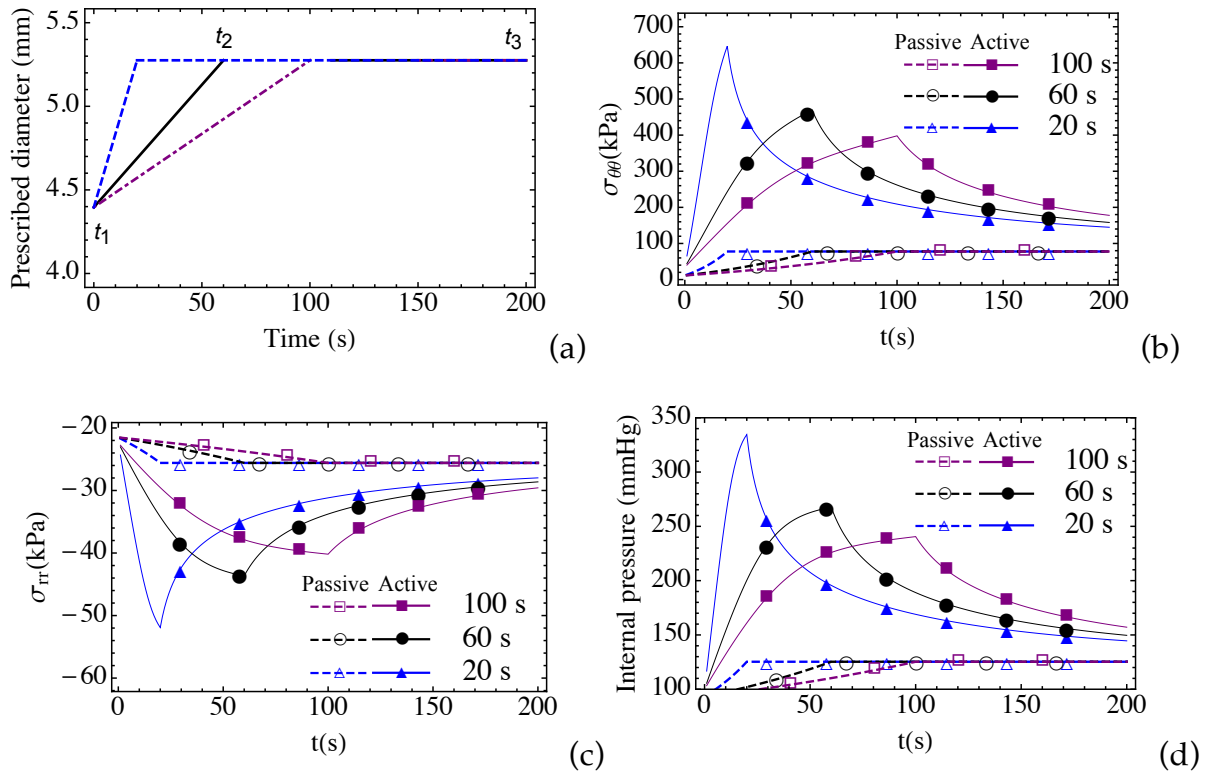 Prescribed diameter (mm)
5.5
5.0
4.5
4.0
t1
t2
t3
0 50 100 150 200
Time (s)
(a)
σθθ(kPa)
700
600
500
400
300
200
100
0
Passive Active
100 s
60 s
20 s
0 50 100 150 200
t(s)
(b)
σrr(kPa)
−20
−30
−40
−50
−60
Passive Active
100 s
60 s
20 s
0 50 100 150 200
t(s)
(c)
Internal pressure (mmHg)
350
300
250
200
150
100
Passive Active
100 s
60 s
20 s
0 50 100 150 200
t(s)
(d)